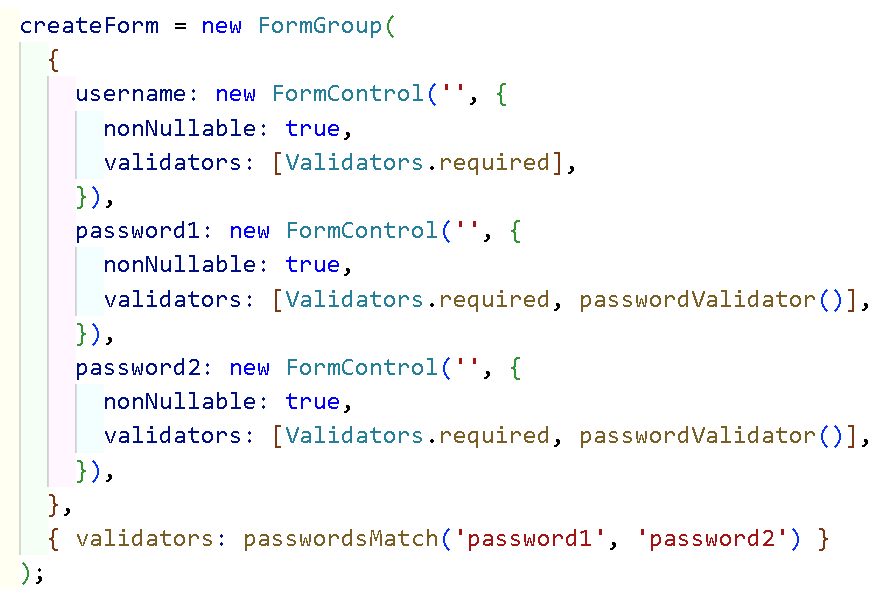 createForm = new FormGroup(
  {
    username: new FormControl('', {
      nonNullable: true,
      validators: [Validators.required],
    }),
    password1: new FormControl('', {
      nonNullable: true,
      validators: [Validators.required, passwordValidator()],
    }),
    password2: new FormControl('', {
      nonNullable: true,
      validators: [Validators.required, passwordValidator()],
    }),
  },
  { validators: passwordsMatch('password1', 'password2') }
);